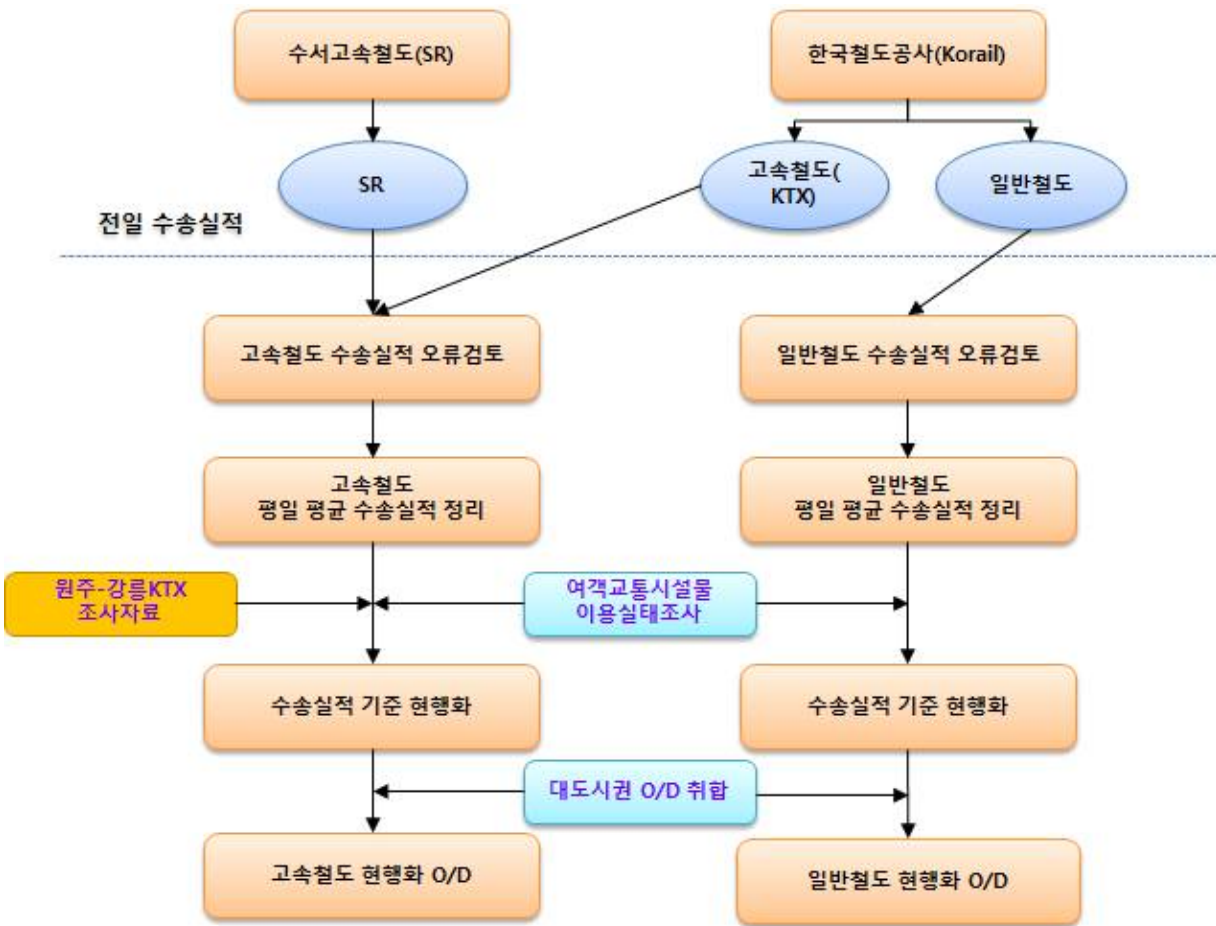 수서고속철도(SR)
한국철도공사(Korail)
SR
고속철도(
KTX)
일반철도
전일 수송실적
고속철도 수송실적 오류검토
일반철도 수송실적 오류검토
고속철도
평일 평균 수송실적 정리
일반철도
평일 평균 수송실적 정리
원주-강릉KTX
조사자료
여객교통시설물
이용실태조사
수송실적 기준 현행화
수송실적 기준 현행화
대도시권 O/D 취합
고속철도 현행화 O/D
일반철도 현행화 O/D